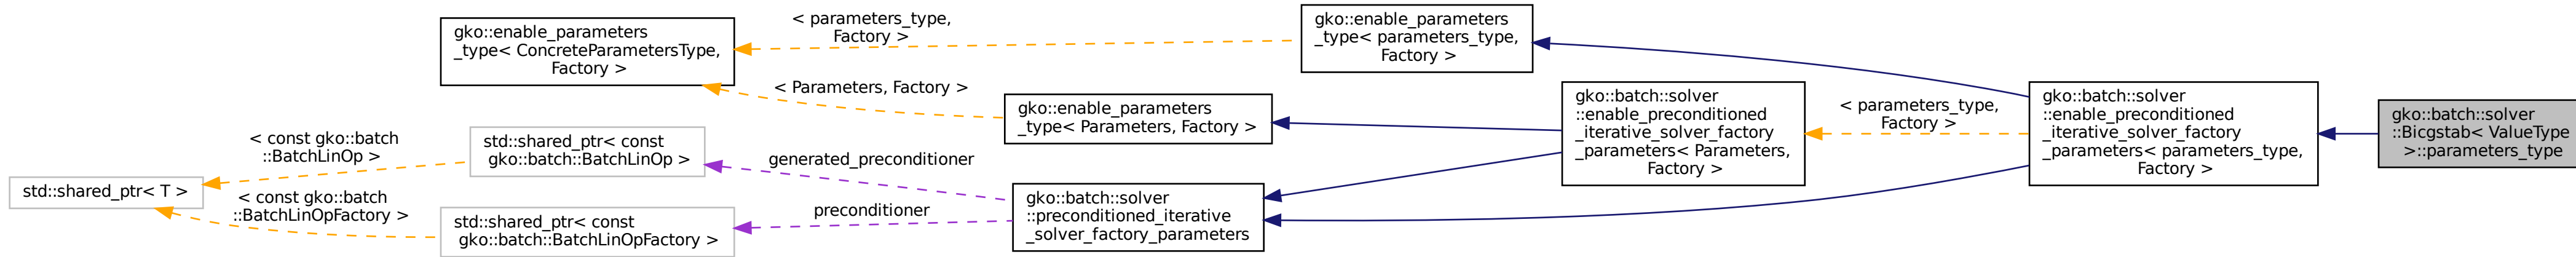 < parameters_type,
Factory >
gko::enable_parameters
_type< ConcreteParametersType,
Factory >
gko::enable_parameters
_type< parameters_type,
Factory >
< Parameters, Factory >
gko::enable_parameters
_type< Parameters, Factory >
gko::batch::solver
::enable_preconditioned
_iterative_solver_factory
_parameters< Parameters,
Factory >
< parameters_type,
Factory >
gko::batch::solver
::enable_preconditioned
_iterative_solver_factory
_parameters< parameters_type,
Factory >
gko::batch::solver
::Bicgstab< ValueType
>::parameters_type
< const gko::batch
::BatchLinOp >
std::shared_ptr< const
gko::batch::BatchLinOp >
generated_preconditioner
std::shared_ptr< T >
< const gko::batch
::BatchLinOpFactory >
std::shared_ptr< const
gko::batch::BatchLinOpFactory >
preconditioner
gko::batch::solver
::preconditioned_iterative
_solver_factory_parameters